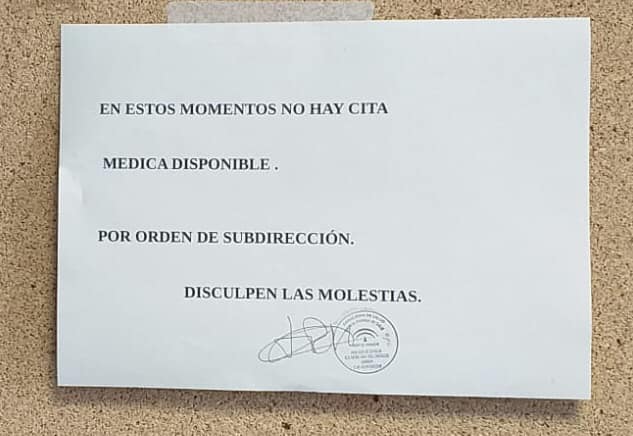 EN ESTOS MOMENTOS NO HAY CITA
MEDICA DISPONIBLE .
POR ORDEN DE SUBDIRECCIÓN.
DISCULPEN LAS MOLESTIAS.